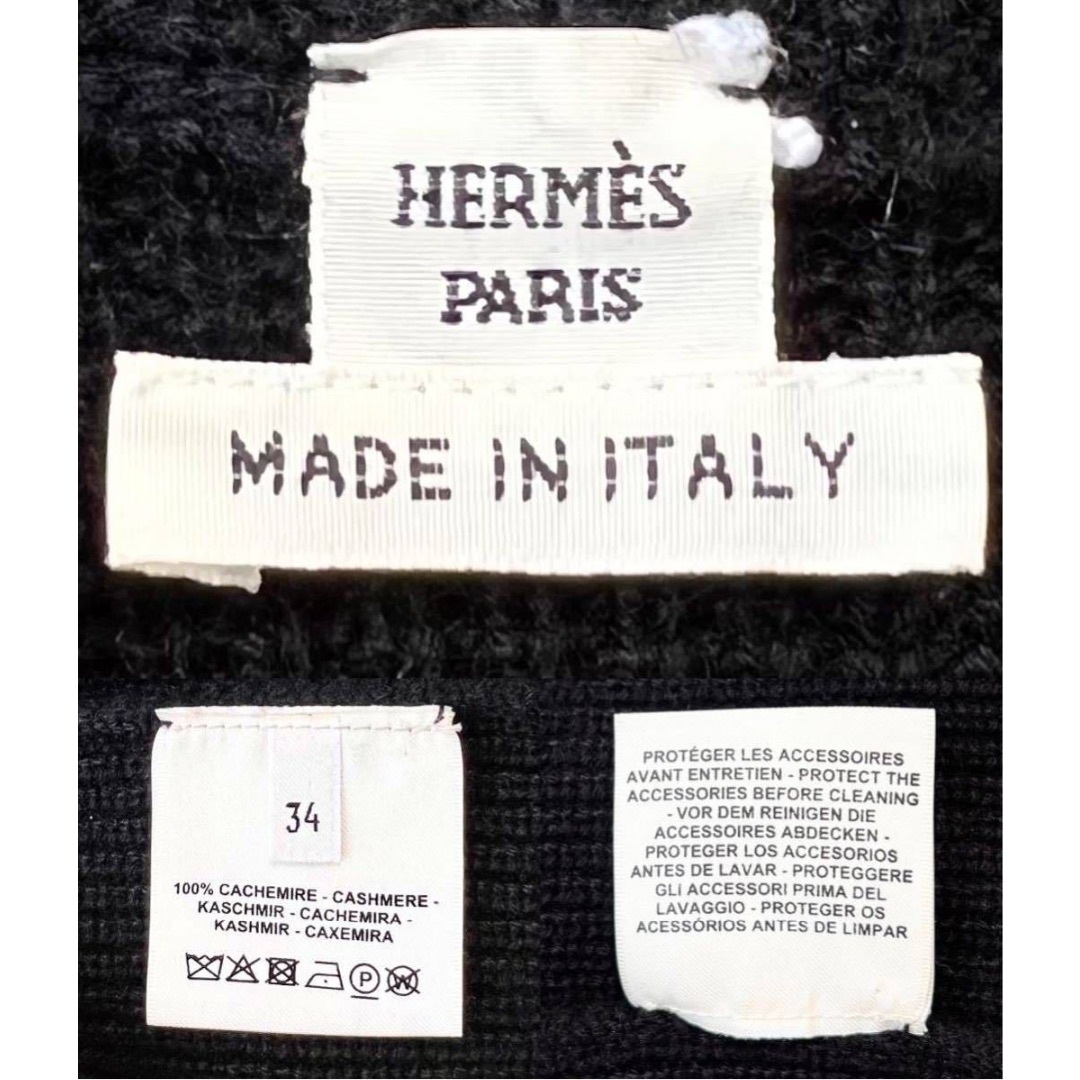 HERMÈS
PARIS
MADE IN ITALY
34
100% CACHEMIRE - CASHMERE -
KASCHMIR - CACHEMIRA -
KASHMIR - CAXEMIRA
P W
PROTÉGER LES ACCESSOIRES
AVANT ENTRETIEN - PROTECT THE
ACCESSORIES BEFORE CLEANING
- VOR DEM REINIGEN DIE
ACCESSOIRES ABDECKEN -
PROTEGER LOS ACCESORIOS
ANTES DE LAVAR - PROTEGGERE
GLI ACCESSORI PRIMA DEL
LAVAGGIO - PROTEGER OS
ACESSÓRIOS ANTES DE LIMPAR